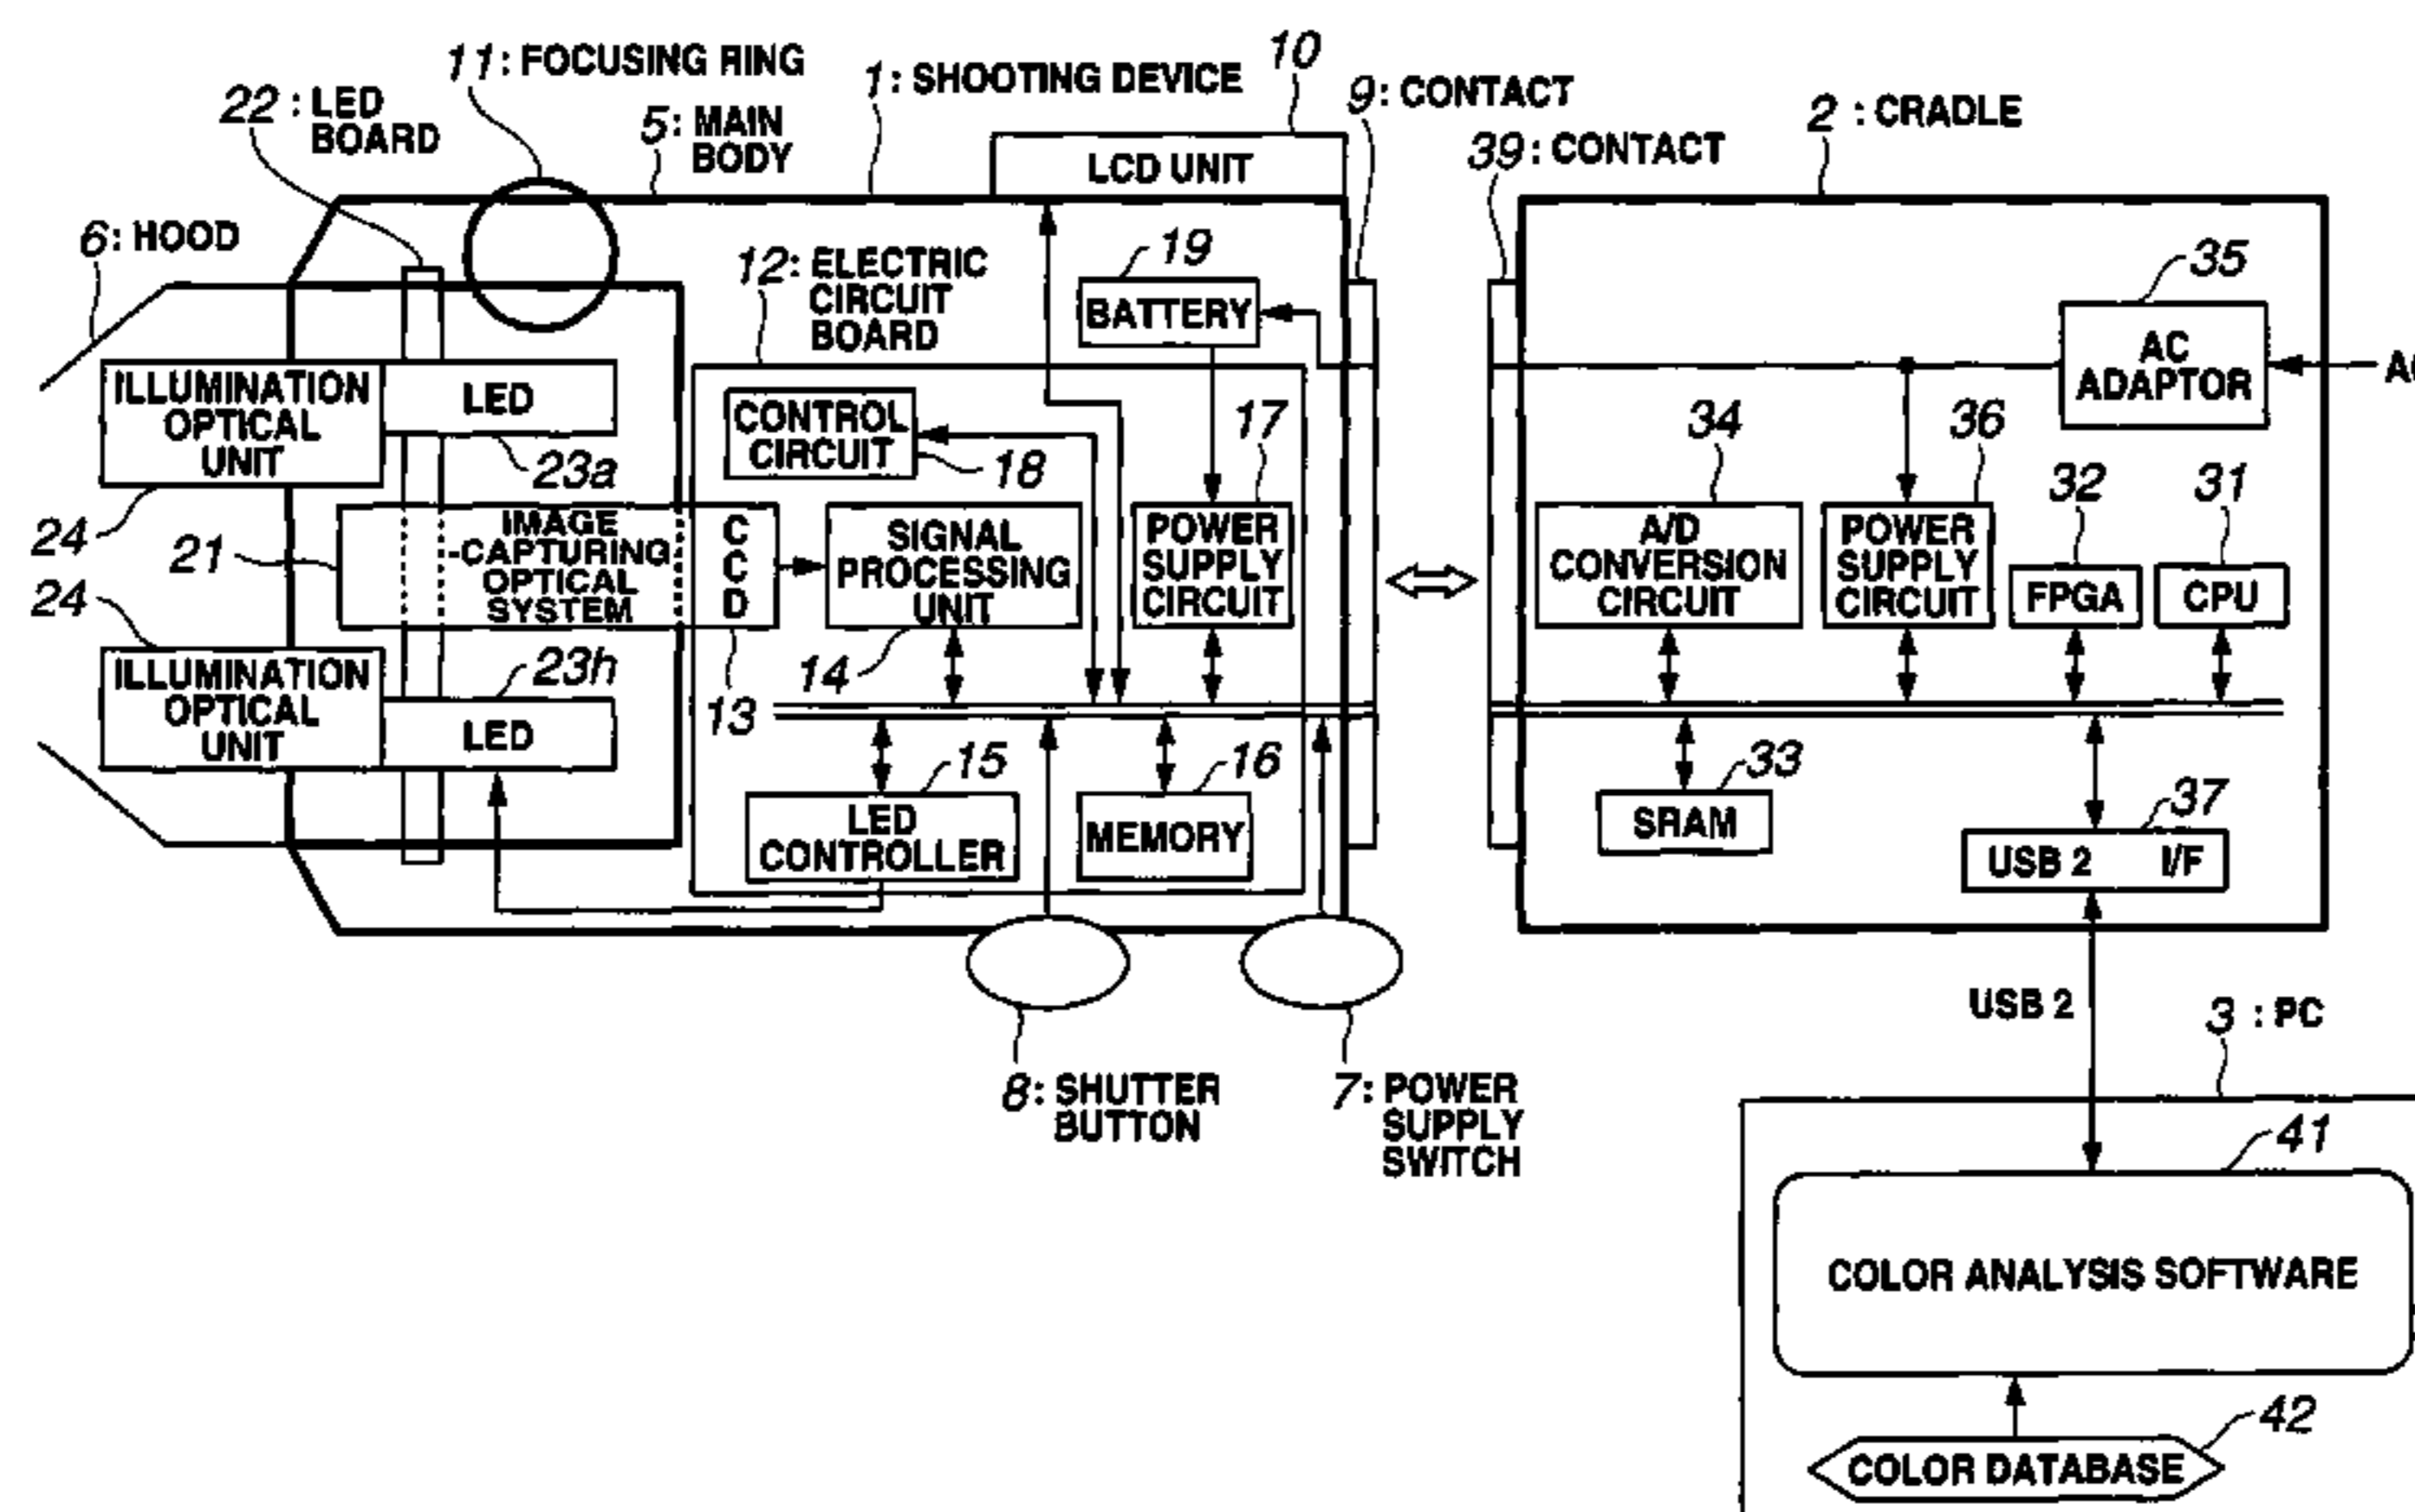 11: FOCUSING RING
10
1: SHOOTING DEVICE
9: CONTACT
22: LED
BOARD
5: MAIN
BODY
2: CRADLE
39: CONTACT
LCD UNIT
6: HOOD
12: ELECTRIC
CIRCUIT
BOARD
19
BATTERY
35
AC
ADAPTOR
ILLUMINATION
OPTICAL
UNIT
LED
CONTROL
CIRCUIT
17
34
36
23a
18
32
31
24
21
IMAGE
-CAPTURING
OPTICAL
SYSTEM
CCD
SIGNAL
PROCESSING
UNIT
POWER
SUPPLY
CIRCUIT
A/D
CONVERSION
CIRCUIT
POWER
SUPPLY
CIRCUIT
FPGA
CPU
24
23h
14
13
ILLUMINATION
OPTICAL
UNIT
LED
15
16
33
37
LED
CONTROLLER
MEMORY
SRAM
USB 2 I/F
USB 2
3: PC
8: SHUTTER
BUTTON
7: POWER
SUPPLY
SWITCH
41
COLOR ANALYSIS SOFTWARE
42
COLOR DATABASE